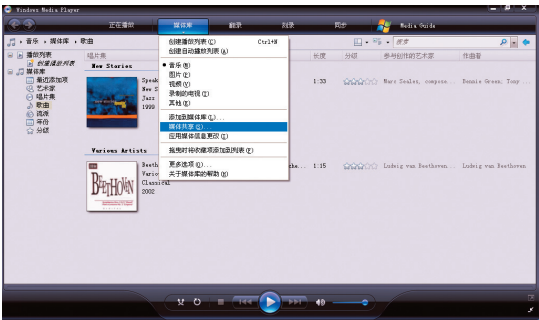 Windows Media Player
正在播放 媒体库 翻录 刻录 同步 Media Guide
音乐 ▸ 媒体库 ▸ 歌曲
搜索
播放列表
创建播放列表
媒体库
最近添加项
艺术家
唱片集
歌曲
流派
年份
分级
唱片集
长度 分级 参与创作的艺术家 作曲者
创建播放列表(C) Ctrl+N
创建自动播放列表(A)
音乐(M)
图片(P)
视频(V)
录制的电视(T)
其他(O)
添加到媒体库(L)...
媒体共享(S)...
应用媒体信息更改(I)
拖曳时将收藏项添加到列表(F)
更多选项(O)...
关于媒体库的帮助(H)
New Stories
Speak
New S
Jazz
1999
1:33 Marc Seales, compose... Bennie Green; Tony ...
Various Artists
BEETHOVEN
Beeth
Vario
Classical
2002
1:15 Ludwig van Beethoven... Ludwig van Beethoven